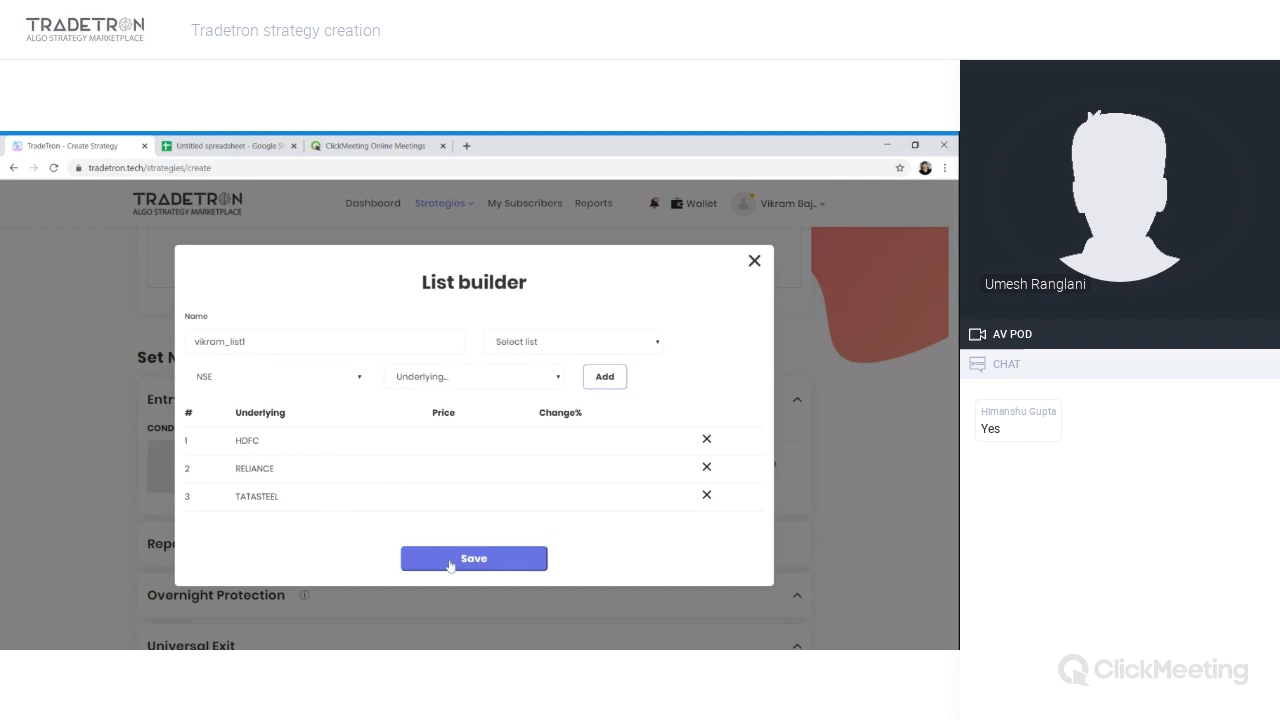 TRADETRON
ALGO STRATEGY MARKETPLACE
Tradetron strategy creation
TradeTron - Create Strategy
Untitled spreadsheet - Google S
ClickMeeting Online Meetings
tradetron.tech/strategies/create
TRADETRON
ALGO STRATEGY MARKETPLACE
Dashboard
Strategies
My Subscribers
Reports
Wallet
Vikram Baj..
List builder
Name
vikram_list1
Select list
NSE
Underlying...
Add
# Underlying Price Change%
1 HDFC
2 RELIANCE
3 TATASTEEL
Save
Set
Entr
COND
Repa
Overnight Protection
Universal Exit
Umesh Ranglani
AV POD
CHAT
Himanshu Gupta
Yes
ClickMeeting